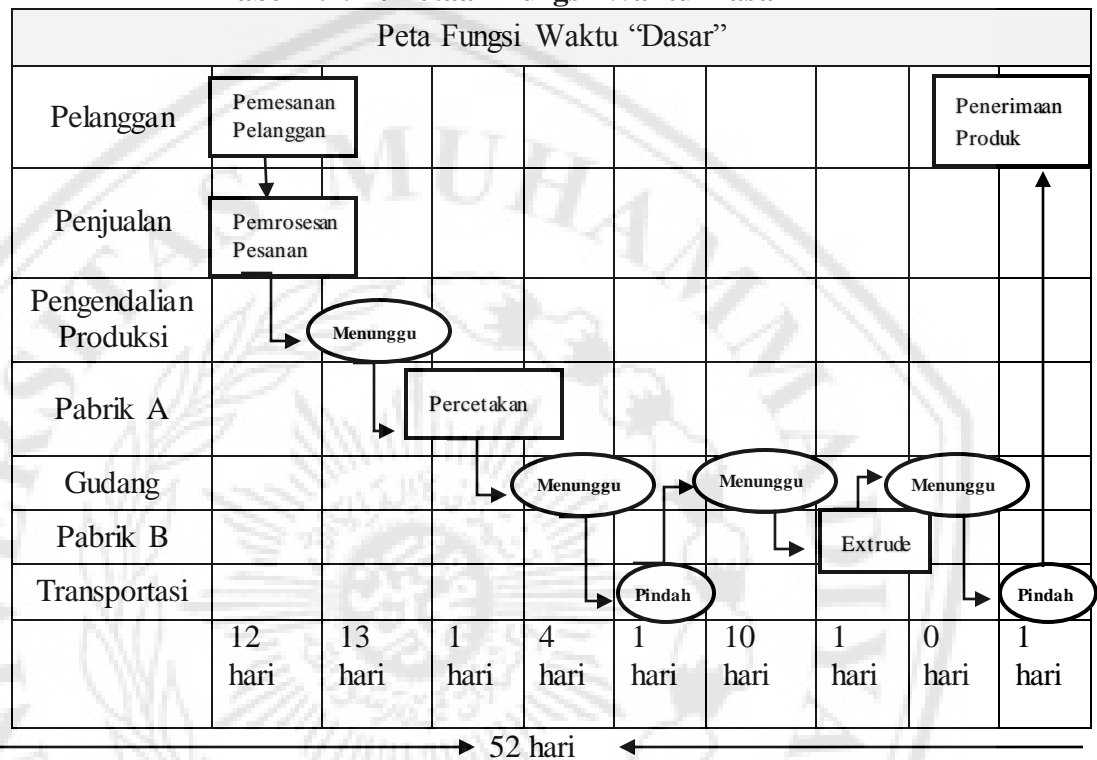 Peta Fungsi Waktu “Dasar”
Pelanggan
Pemesanan
Pelanggan
Penerimaan
Produk
Penjualan
Pemrosesan
Pesanan
Pengendalian
Produksi
Menunggu
Pabrik A
Percetakan
Gudang
Menunggu
Menunggu
Menunggu
Pabrik B
Extrude
Transportasi
Pindah
Pindah
12 13 1 4 1 10 1 0 1
hari hari hari hari hari hari hari hari hari
52 hari